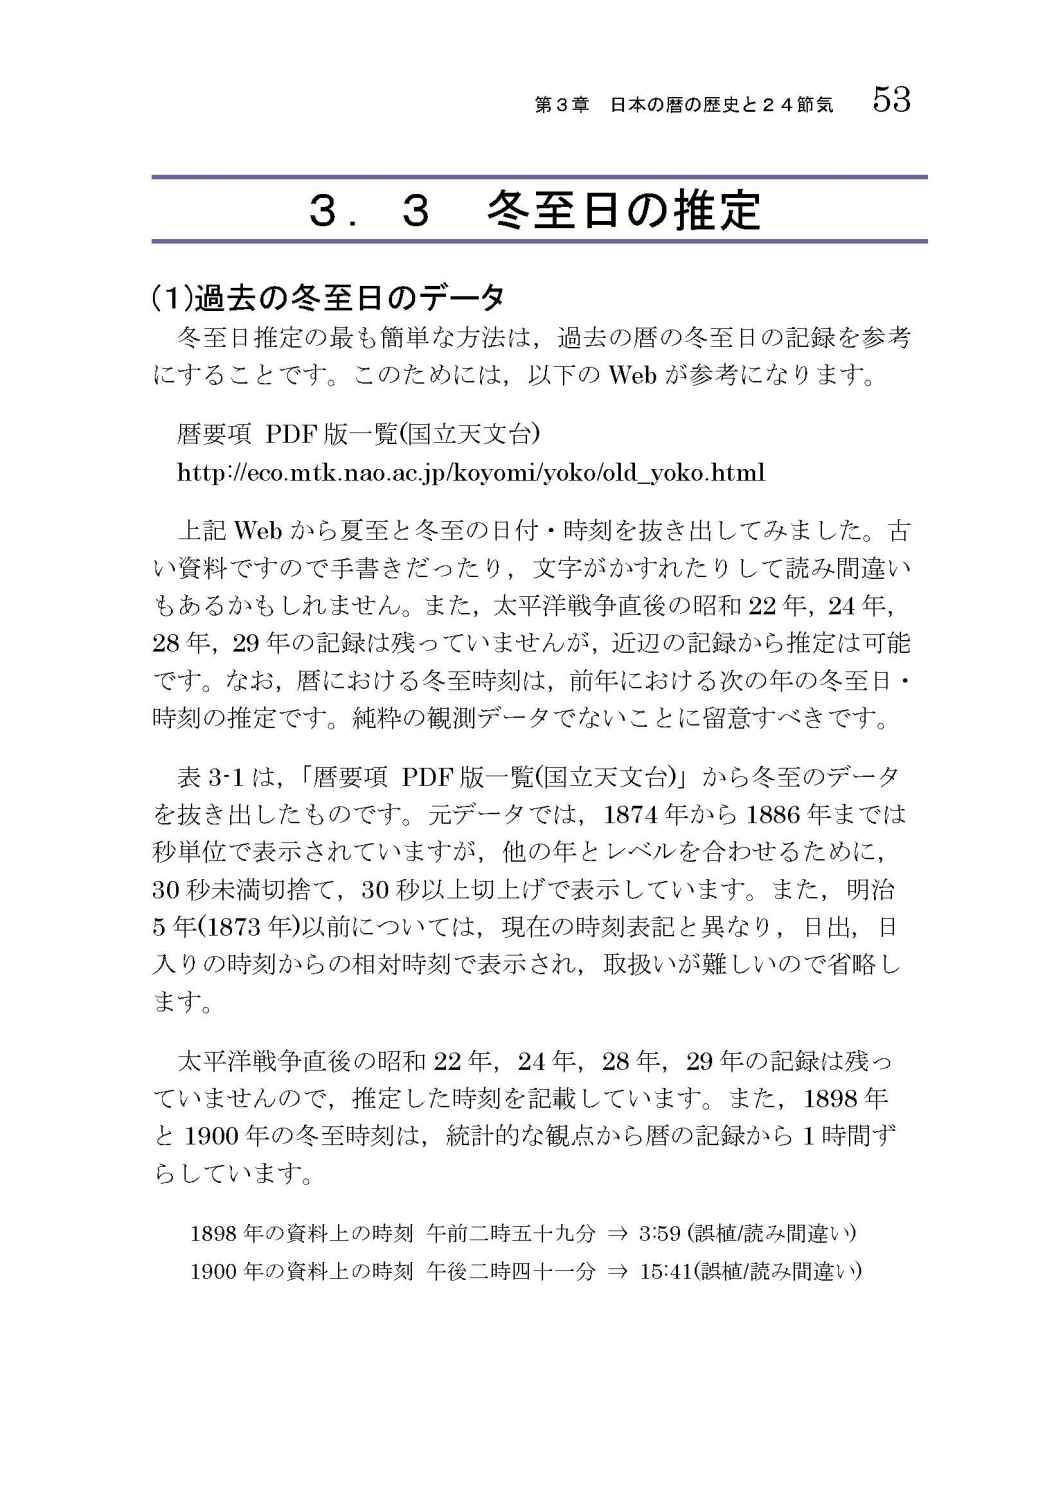 第3章　日本の暦の歴史と２４節気　53
３．３　冬至日の推定
(1)過去の冬至日のデータ
冬至日推定の最も簡単な方法は，過去の暦の冬至日の記録を参考
にすることです。このためには，以下の Web が参考になります。
暦要項 PDF 版一覧(国立天文台)
http://eco.mtk.nao.ac.jp/koyomi/yoko/old_yoko.html
上記 Web から夏至と冬至の日付・時刻を抜き出してみました。古
い資料ですので手書きだったり，文字がかすれたりして読み間違い
もあるかもしれません。また，太平洋戦争直後の昭和 22 年，24 年，
28 年，29 年の記録は残っていませんが，近辺の記録から推定は可能
です。なお，暦における冬至時刻は，前年における次の年の冬至日・
時刻の推定です。純粋の観測データでないことに留意すべきです。
表 3-1 は，「暦要項 PDF 版一覧(国立天文台)」から冬至のデータ
を抜き出したものです。元データでは，1874 年から 1886 年までは
秒単位で表示されていますが，他の年とレベルを合わせるために，
30 秒未満切捨て，30 秒以上切上げで表示しています。また，明治
5 年(1873 年)以前については，現在の時刻表記と異なり，日出，日
入りの時刻からの相対時刻で表示され，取扱いが難しいので省略し
ます。
太平洋戦争直後の昭和 22 年，24 年，28 年，29 年の記録は残っ
ていませんので，推定した時刻を記載しています。また，1898 年
と 1900 年の冬至時刻は，統計的な観点から暦の記録から 1 時間ず
らしています。
1898 年の資料上の時刻 午前二時五十九分 ⇒ 3:59 (誤植/読み間違い)
1900 年の資料上の時刻 午後二時四十一分 ⇒ 15:41(誤植/読み間違い)